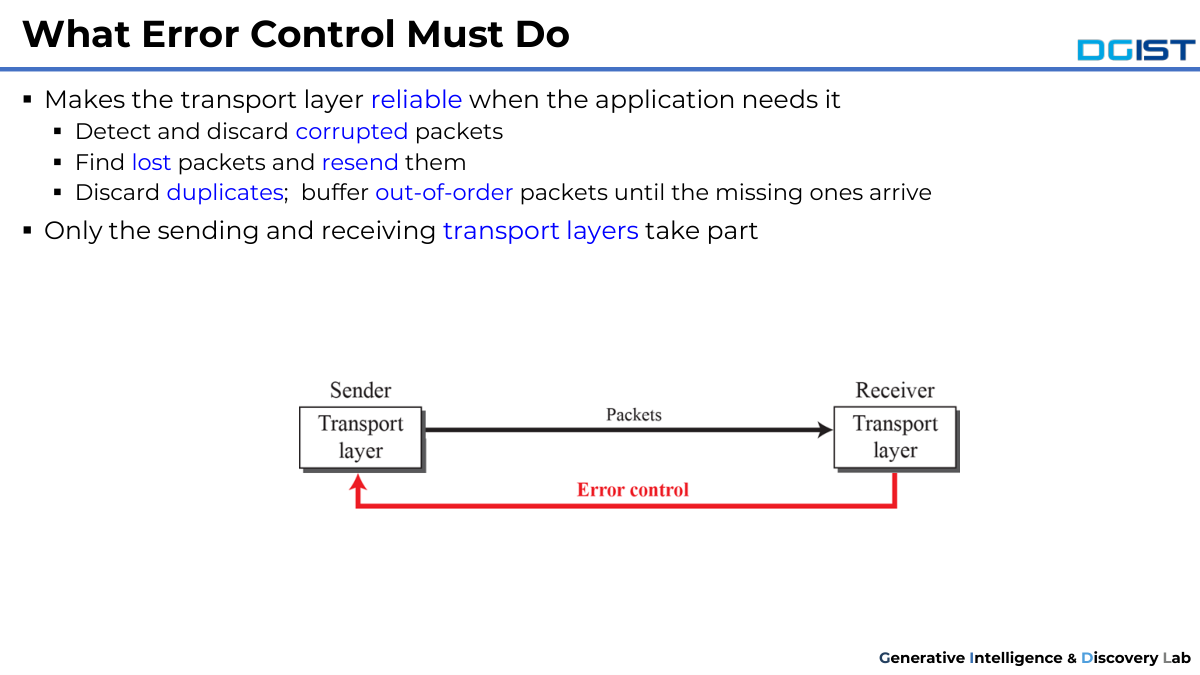 What Error Control Must Do
DGIST
▪ Makes the transport layer reliable when the application needs it
▪ Detect and discard corrupted packets
▪ Find lost packets and resend them
▪ Discard duplicates;  buffer out-of-order packets until the missing ones arrive
▪ Only the sending and receiving transport layers take part
Sender
Receiver
Transport
layer
Packets
Transport
layer
Error control
Generative Intelligence & Discovery Lab